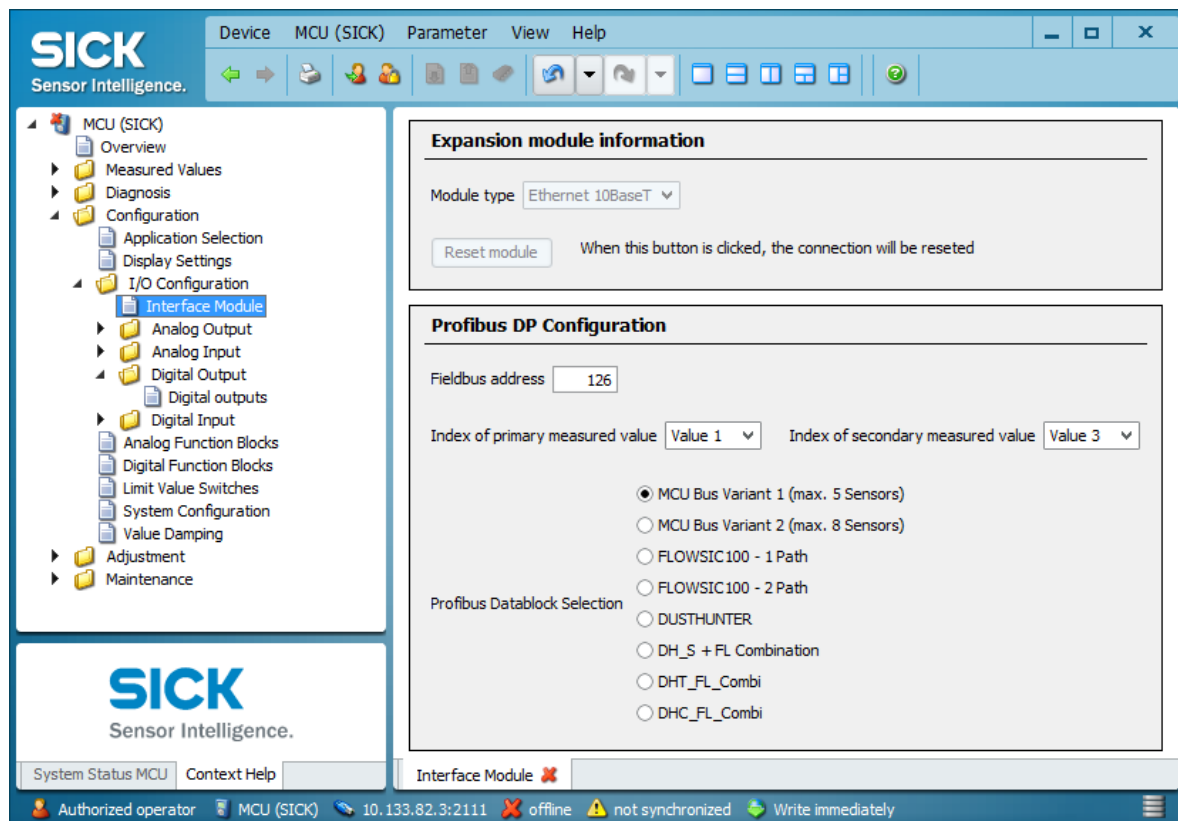 SICK
Sensor Intelligence.
Device MCU (SICK) Parameter View Help
MCU (SICK)
Overview
Measured Values
Diagnosis
Configuration
Application Selection
Display Settings
I/O Configuration
Interface Module
Analog Output
Analog Input
Digital Output
Digital outputs
Digital Input
Analog Function Blocks
Digital Function Blocks
Limit Value Switches
System Configuration
Value Damping
Adjustment
Maintenance
SICK
Sensor Intelligence.
System Status MCU Context Help
Expansion module information
Module type Ethernet 10BaseT
Reset module When this button is clicked, the connection will be reseted
Profibus DP Configuration
Fieldbus address 126
Index of primary measured value Value 1 Index of secondary measured value Value 3
MCU Bus Variant 1 (max. 5 Sensors)
MCU Bus Variant 2 (max. 8 Sensors)
FLOWSIC100 - 1 Path
FLOWSIC100 - 2 Path
Profibus Datablock Selection
DUSTHUNTER
DH_S + FL Combination
DHT_FL_Combi
DHC_FL_Combi
Interface Module
Authorized operator MCU (SICK) 10.133.82.3:2111 offline not synchronized Write immediately